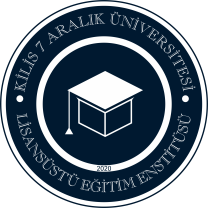 KİLİS 7 ARALIK ÜNİVERSİTESİ
LİSANSÜSTÜ EĞİTİM ENSTİTÜSÜ
2020